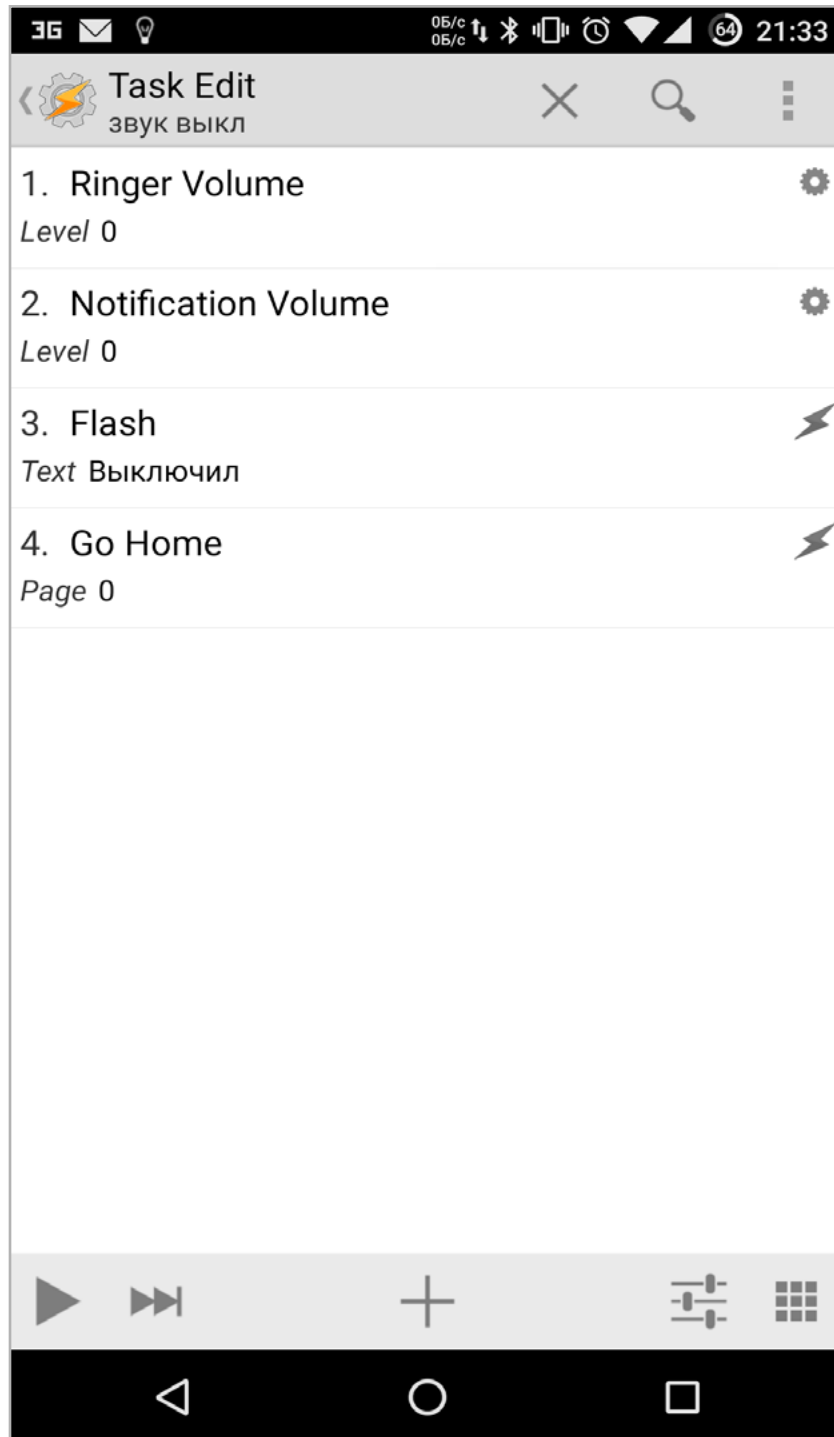 3G 0Б/с 64 21:33
0Б/с
Task Edit
звук выкл
1. Ringer Volume
Level 0
2. Notification Volume
Level 0
3. Flash
Text Выключил
4. Go Home
Page 0